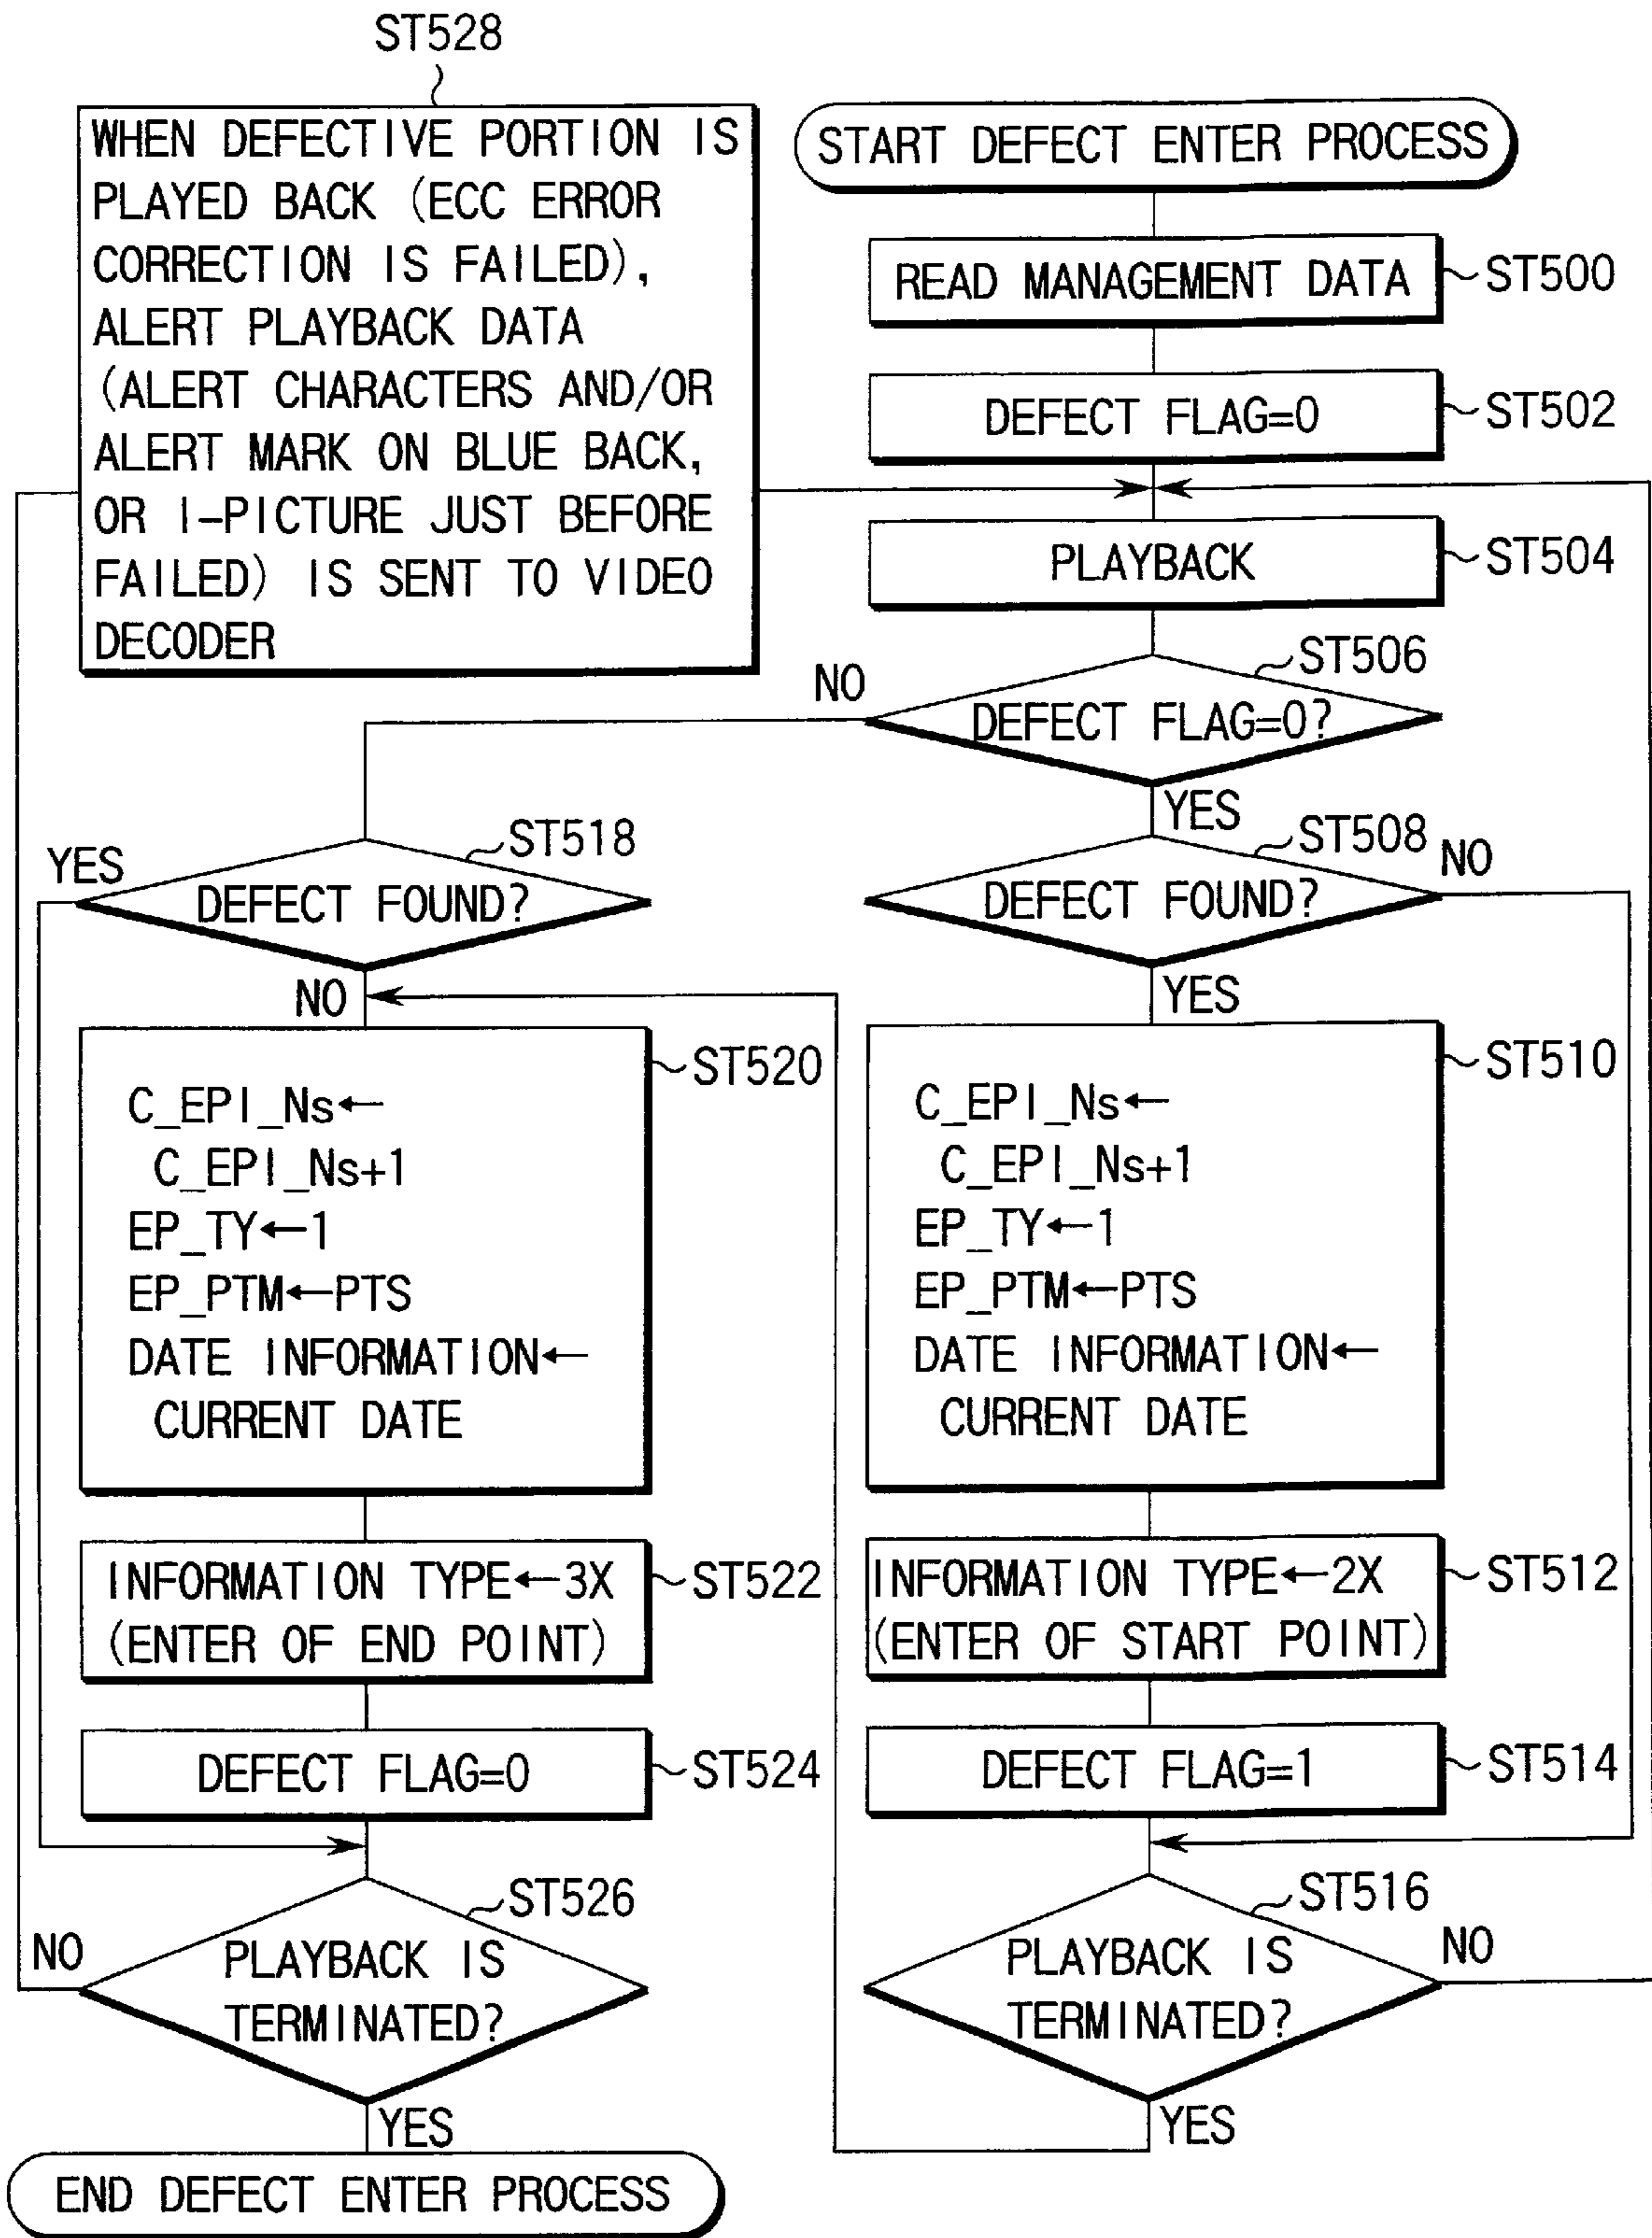 ST528
WHEN DEFECTIVE PORTION IS
PLAYED BACK (ECC ERROR
CORRECTION IS FAILED),
ALERT PLAYBACK DATA
(ALERT CHARACTERS AND/OR
ALERT MARK ON BLUE BACK,
OR I-PICTURE JUST BEFORE
FAILED) IS SENT TO VIDEO
DECODER
START DEFECT ENTER PROCESS
READ MANAGEMENT DATA
ST500
DEFECT FLAG=0
ST502
PLAYBACK
ST504
ST506
NO
DEFECT FLAG=0?
YES
ST518
YES
DEFECT FOUND?
NO
ST508
NO
DEFECT FOUND?
YES
ST520
C_EPI_Ns←
C_EPI_Ns+1
EP_TY←1
EP_PTM←PTS
DATE INFORMATION←
CURRENT DATE
ST510
C_EPI_Ns←
C_EPI_Ns+1
EP_TY←1
EP_PTM←PTS
DATE INFORMATION←
CURRENT DATE
INFORMATION TYPE←3X
(ENTER OF END POINT)
ST522
INFORMATION TYPE←2X
(ENTER OF START POINT)
ST512
DEFECT FLAG=0
ST524
DEFECT FLAG=1
ST514
ST526
NO
PLAYBACK IS
TERMINATED?
YES
ST516
NO
PLAYBACK IS
TERMINATED?
YES
END DEFECT ENTER PROCESS